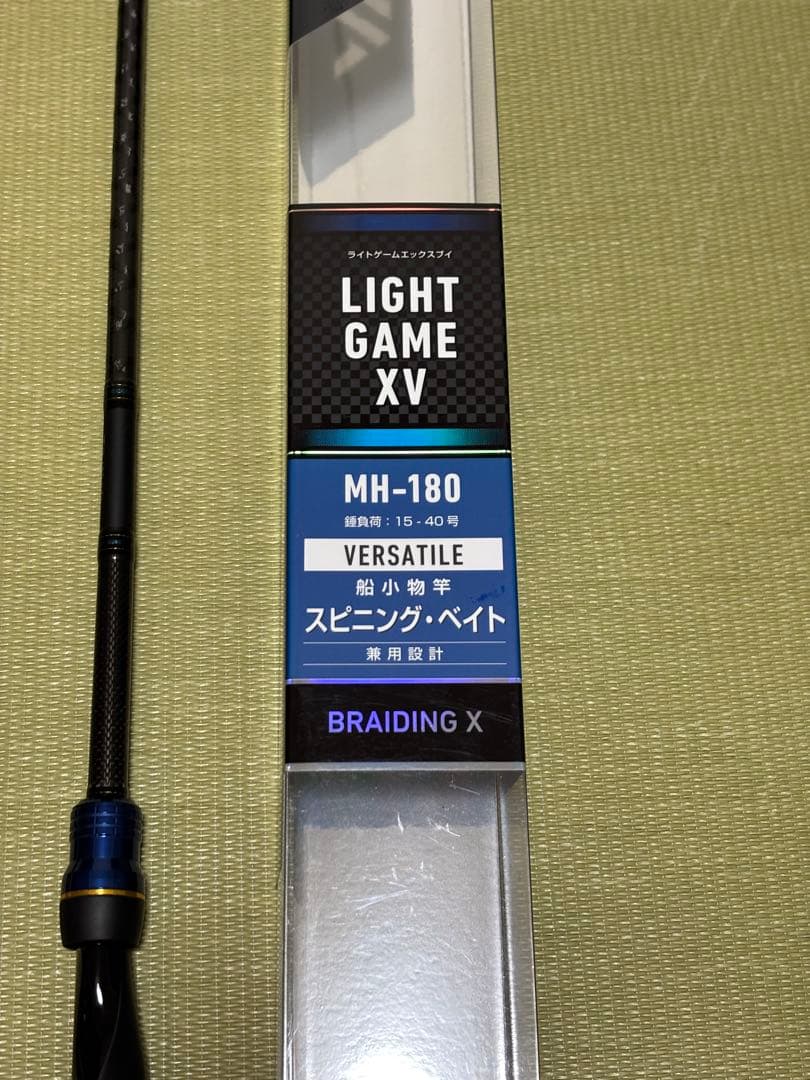 ライトゲームエックスブイ
LIGHT
GAME
XV
MH-180
錘負荷：15-40号
VERSATILE
船小物竿
スピニング・ベイト
兼用設計
BRAIDING X